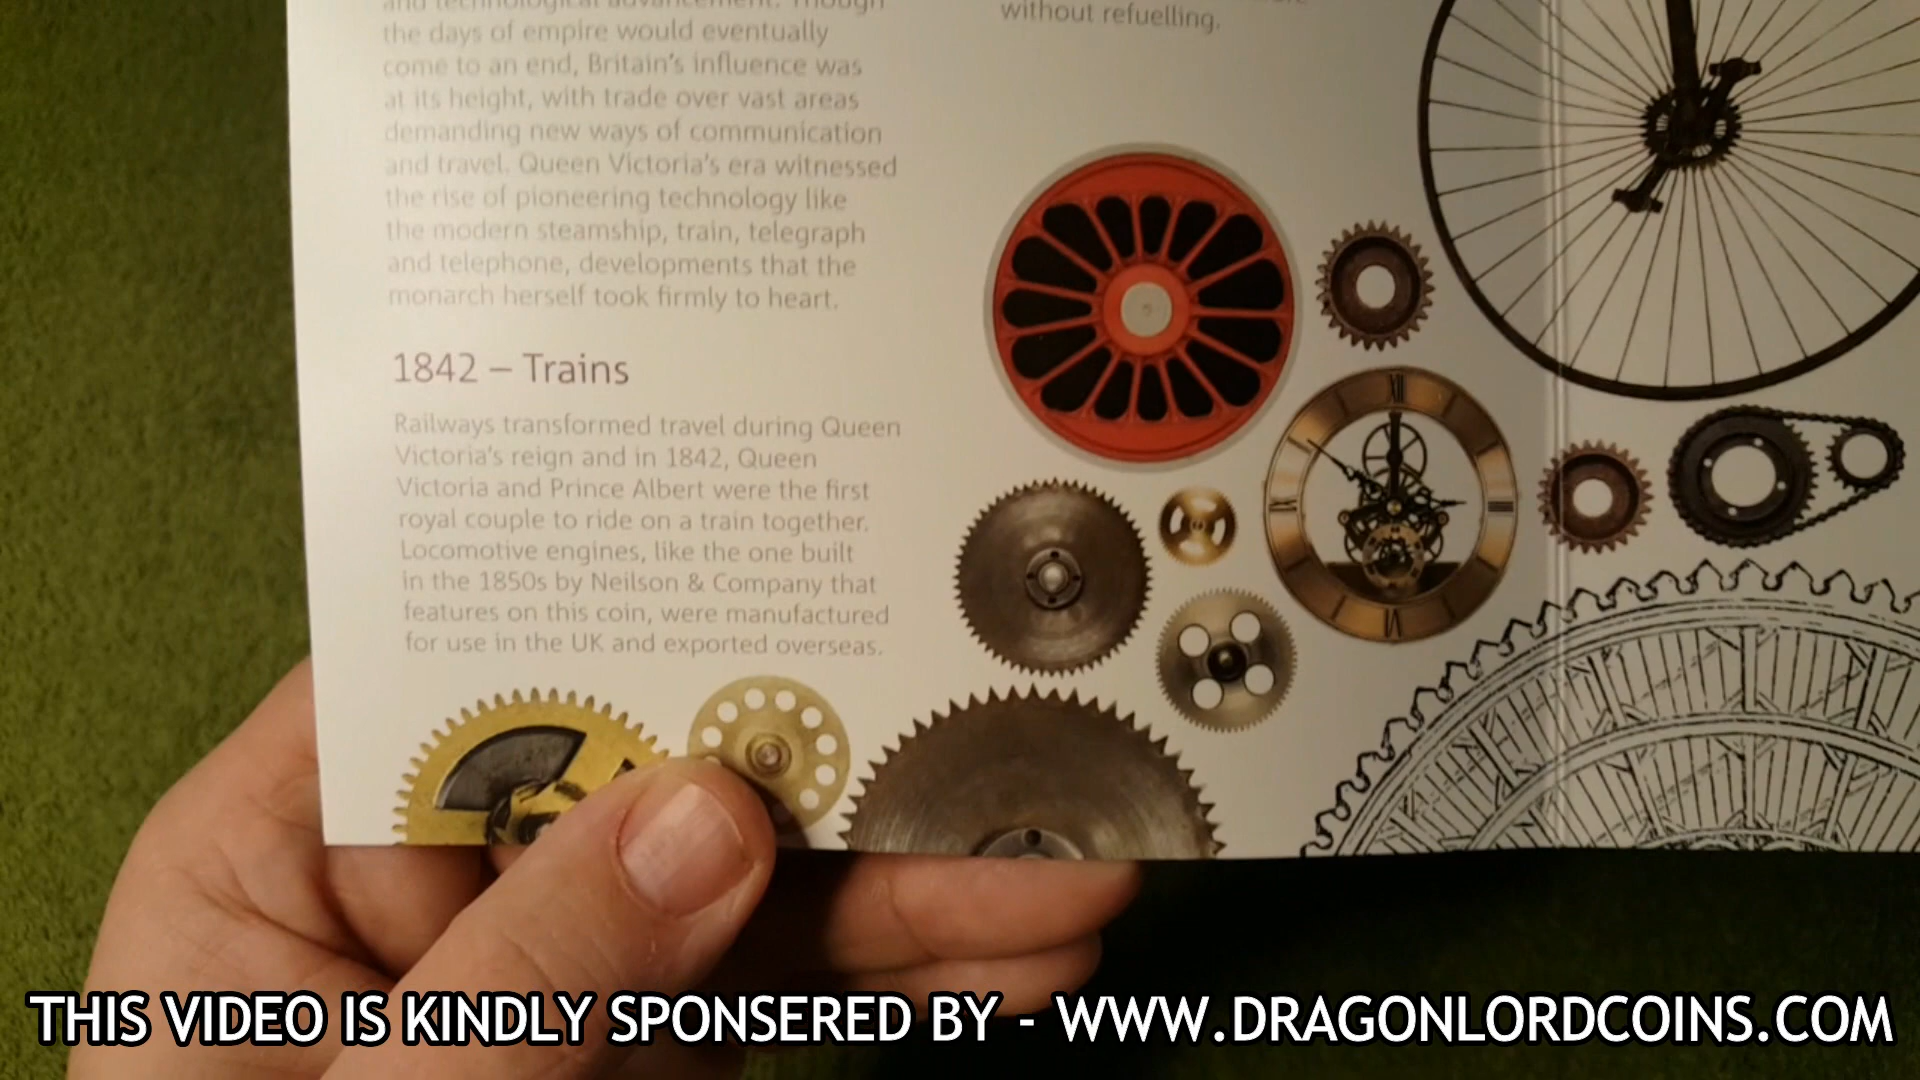 and technological advancement. Though
the days of empire would eventually
come to an end, Britain's influence was
at its height, with trade over vast areas
demanding new ways of communication
and travel. Queen Victoria's era witnessed
the rise of pioneering technology like
the modern steamship, train, telegraph
and telephone, developments that the
monarch herself took firmly to heart.
1842 – Trains
Railways transformed travel during Queen
Victoria's reign and in 1842, Queen
Victoria and Prince Albert were the first
royal couple to ride on a train together.
Locomotive engines, like the one built
in the 1850s by Neilson & Company that
features on this coin, were manufactured
for use in the UK and exported overseas.
without refuelling.
THIS VIDEO IS KINDLY SPONSERED BY - WWW.DRAGONLORDCOINS.COM